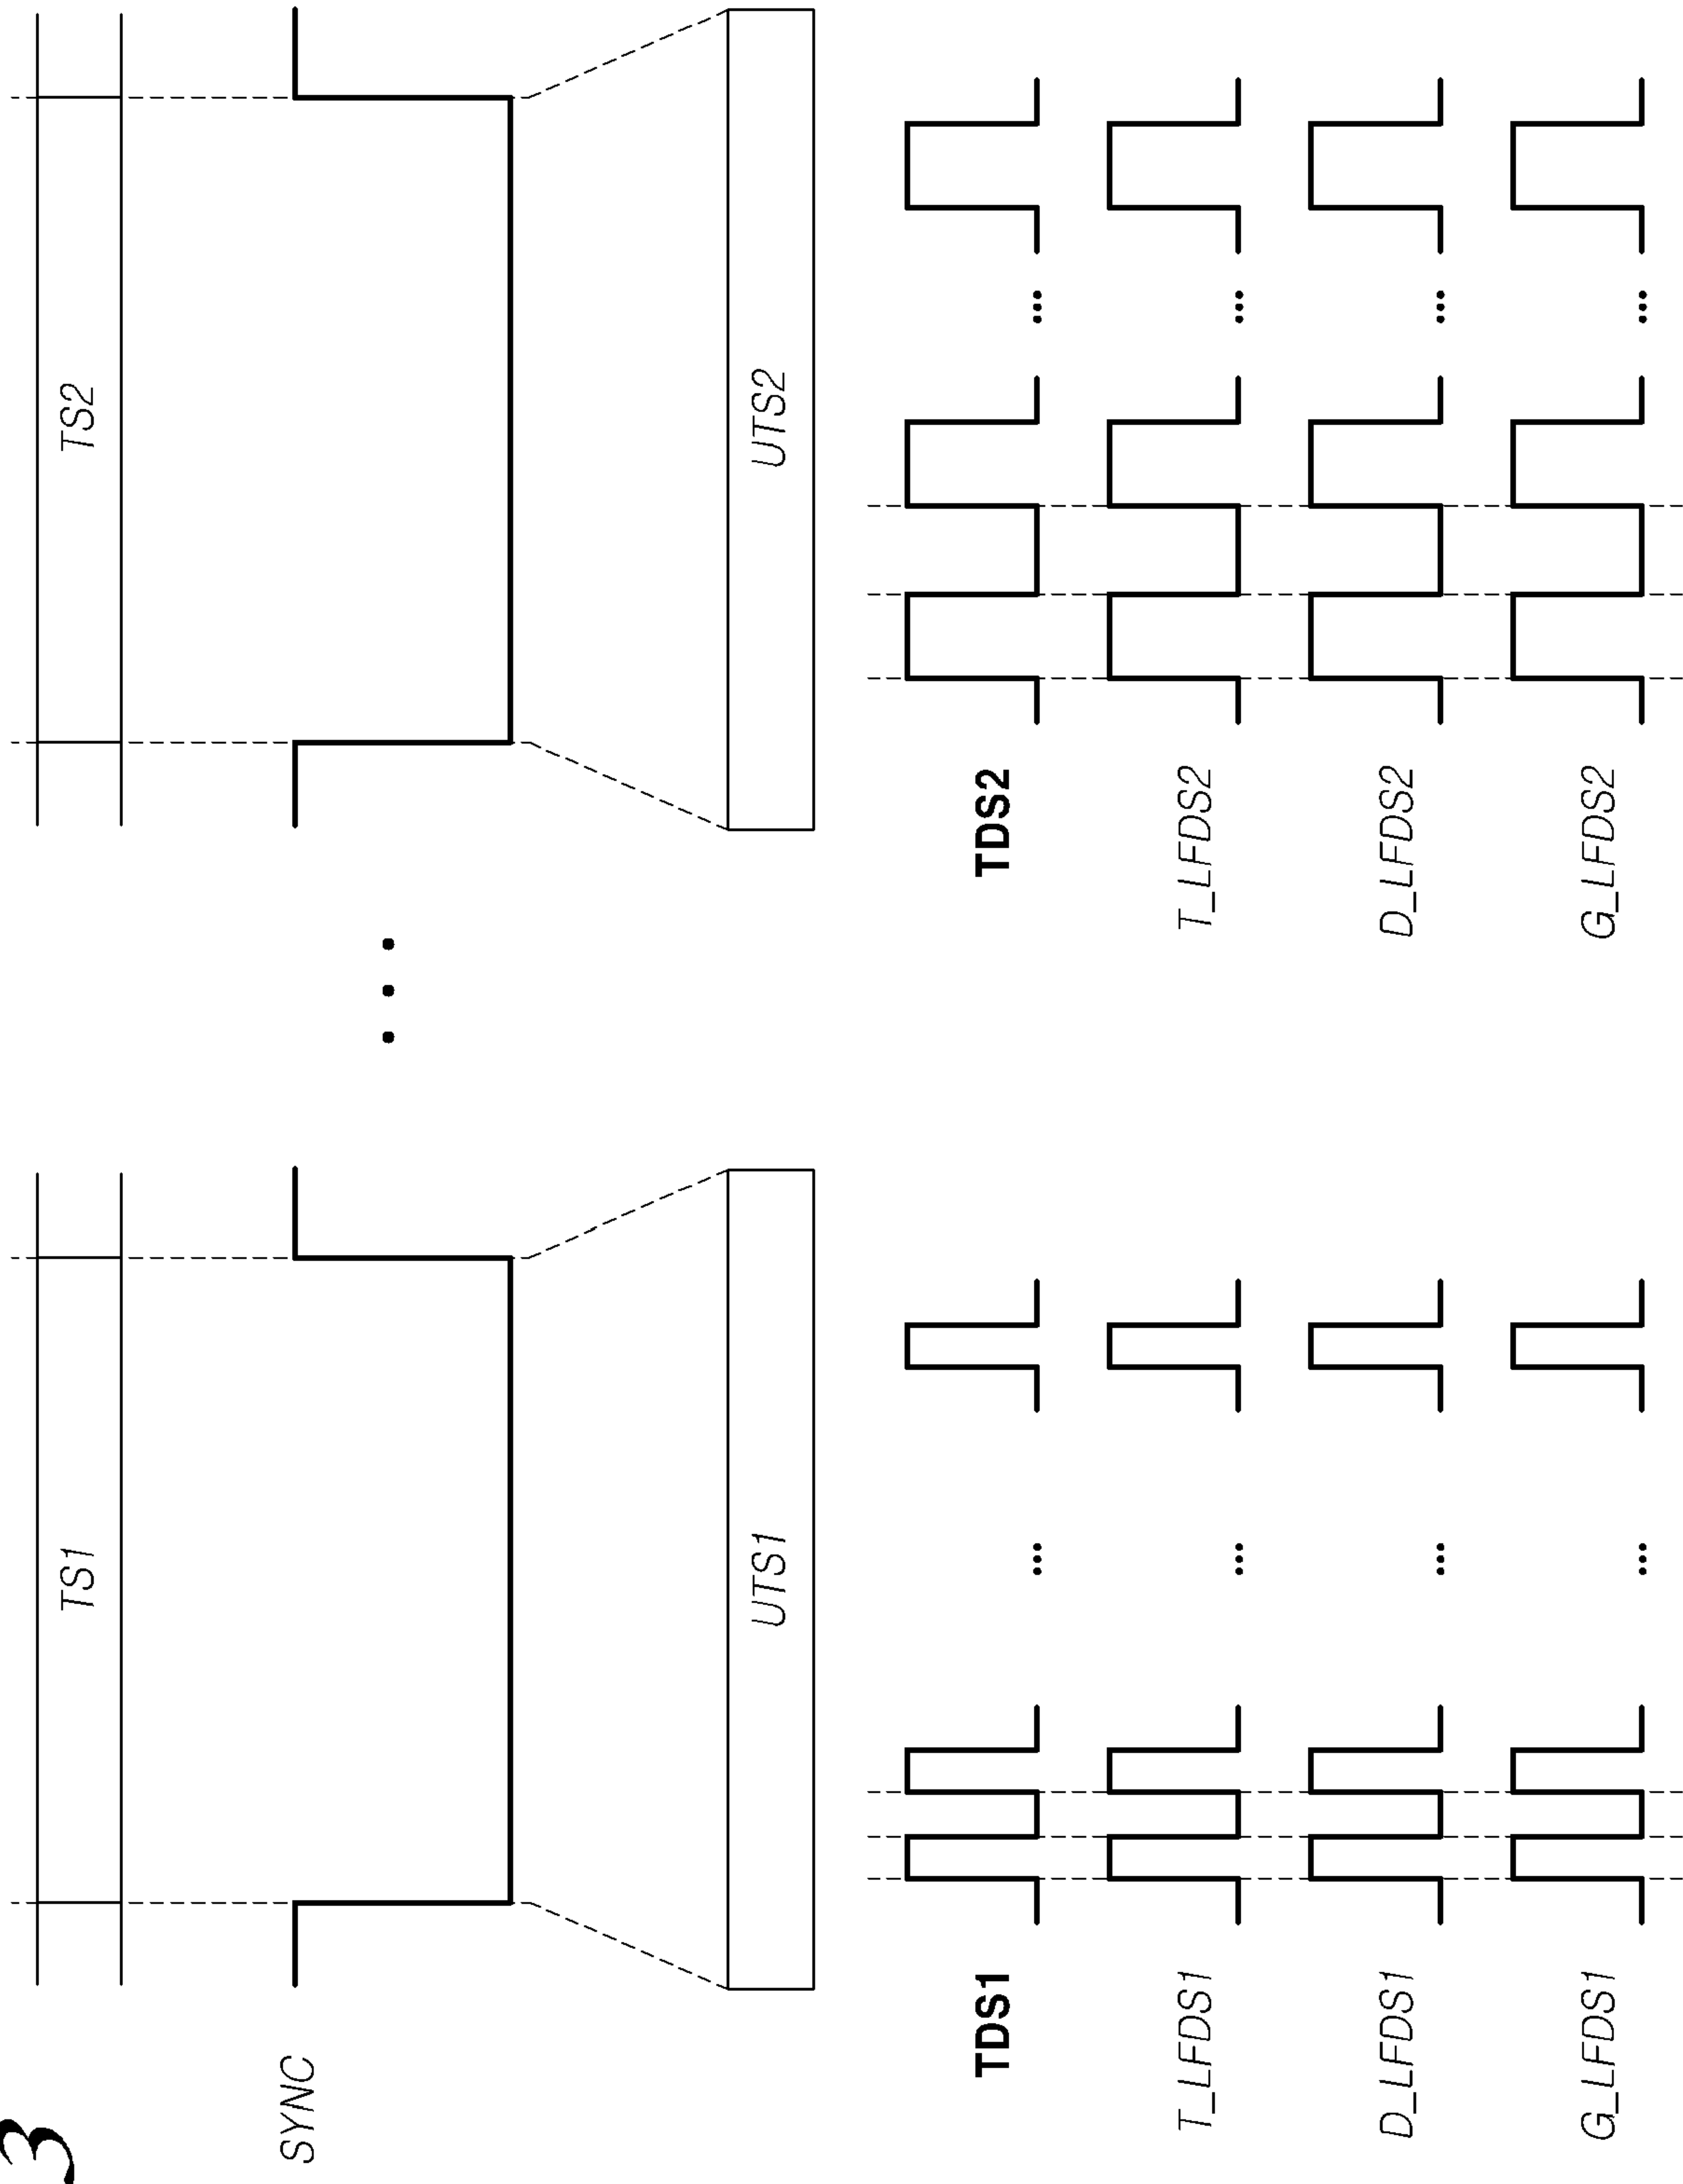 3
TS1
TS2
SYNC
UTS1
UTS2
TDS1
TDS2
T_LFDS1
T_LFDS2
D_LFDS1
D_LFDS2
G_LFDS1
G_LFDS2